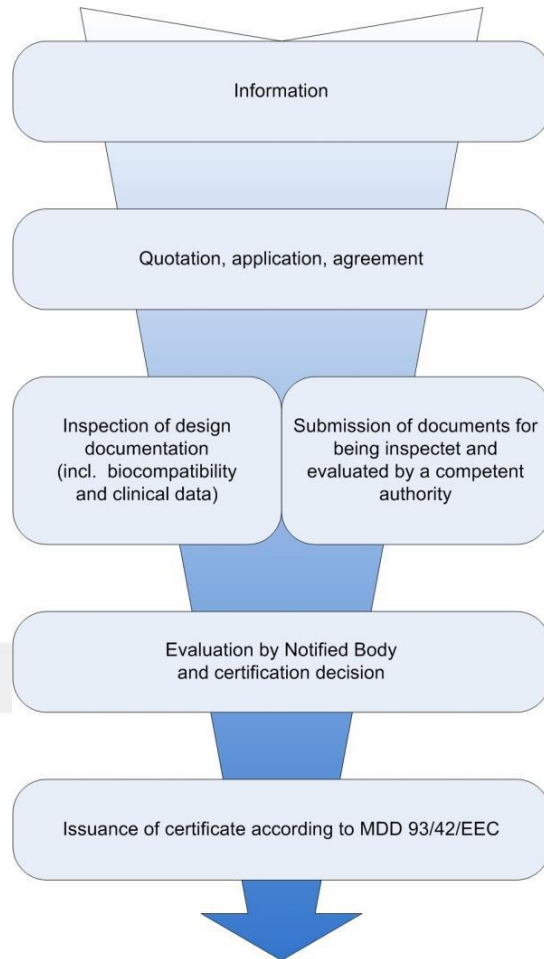 Information
Quotation, application, agreement
Inspection of design
documentation
(incl. biocompatibility
and clinical data)
Submission of documents for
being inspectet and
evaluated by a competent
authority
Evaluation by Notified Body
and certification decision
Issuance of certificate according to MDD 93/42/EEC